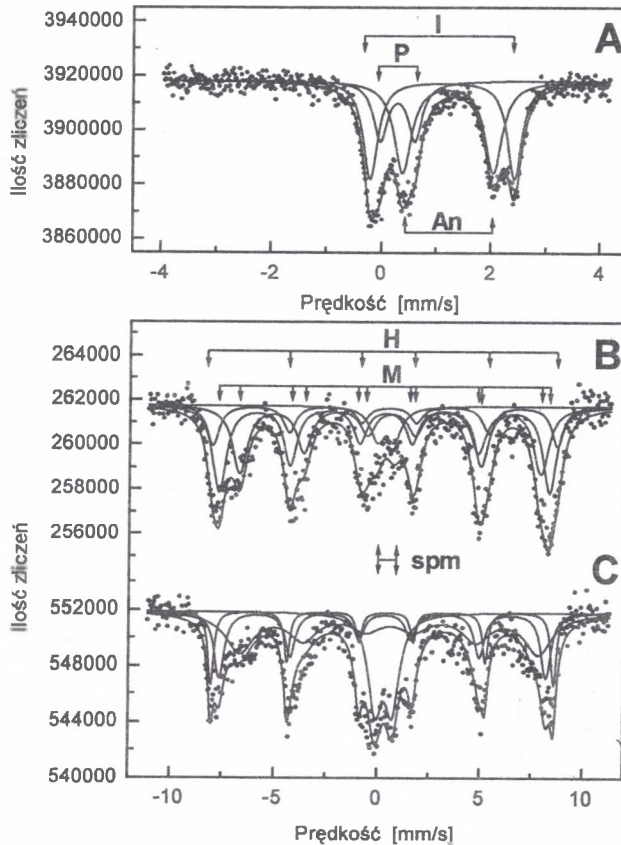 3940000
I
A
P
3920000
3900000
3880000
3860000
An
-4 -2 0 2 4
Ilość zliczeń
Prędkość [mm/s]
264000
H
B
262000
M
260000
258000
256000
spm
C
552000
548000
544000
540000
-10 -5 0 5 10
Ilość zliczeń
Prędkość [mm/s]